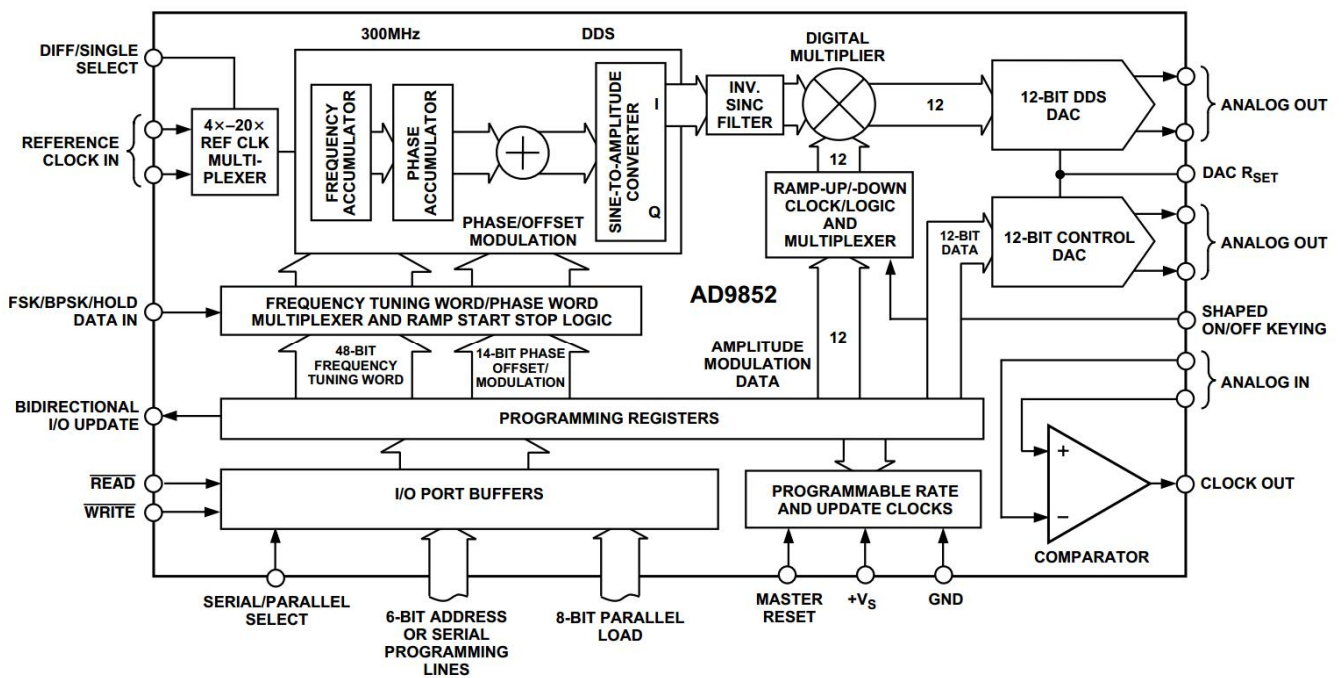 300MHz
DDS
DIFF/SINGLE
SELECT
REFERENCE
CLOCK IN
4×–20×
REF CLK
MULTI-
PLEXER
FREQUENCY
ACCUMULATOR
PHASE
ACCUMULATOR
+
PHASE/OFFSET
MODULATION
SINE-TO-AMPLITUDE
CONVERTER
I
Q
INV.
SINC
FILTER
DIGITAL
MULTIPLIER
12
12-BIT DDS
DAC
ANALOG OUT
DAC RSET
12
RAMP-UP/-DOWN
CLOCK/LOGIC
AND
MULTIPLEXER
12-BIT
DATA
12-BIT CONTROL
DAC
ANALOG OUT
FSK/BPSK/HOLD
DATA IN
FREQUENCY TUNING WORD/PHASE WORD
MULTIPLEXER AND RAMP START STOP LOGIC
AD9852
SHAPED
ON/OFF KEYING
48-BIT
FREQUENCY
TUNING WORD
14-BIT PHASE
OFFSET/
MODULATION
AMPLITUDE
MODULATION
DATA
12
ANALOG IN
BIDIRECTIONAL
I/O UPDATE
PROGRAMMING REGISTERS
READ
WRITE
I/O PORT BUFFERS
PROGRAMMABLE RATE
AND UPDATE CLOCKS
+
–
COMPARATOR
CLOCK OUT
SERIAL/PARALLEL
SELECT
6-BIT ADDRESS
OR SERIAL
PROGRAMMING
LINES
8-BIT PARALLEL
LOAD
MASTER
RESET
+VS
GND